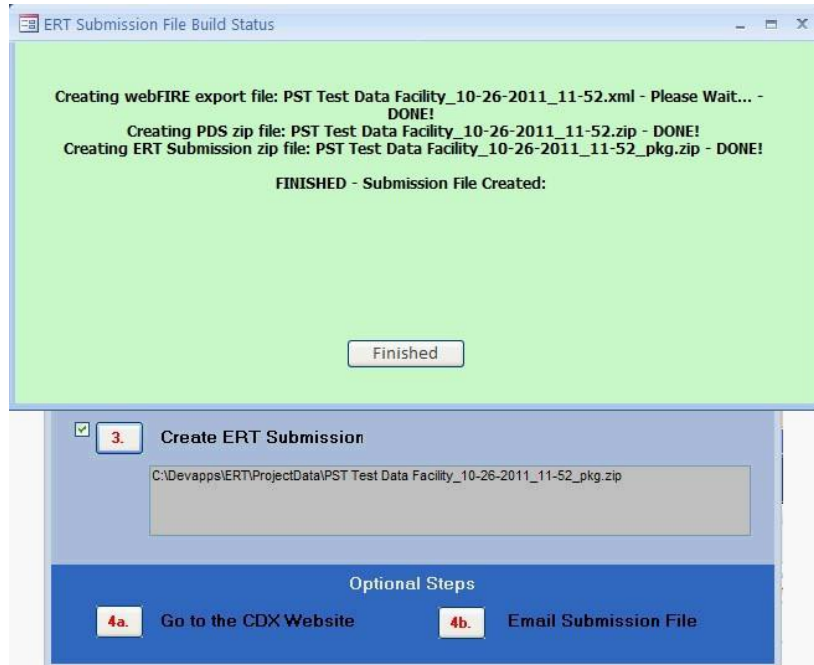 ERT Submission File Build Status
Creating webFIRE export file: PST Test Data Facility_10-26-2011_11-52.xml - Please Wait... -
DONE!
Creating PDS zip file: PST Test Data Facility_10-26-2011_11-52.zip - DONE!
Creating ERT Submission zip file: PST Test Data Facility_10-26-2011_11-52_pkg.zip - DONE!
FINISHED - Submission File Created:
Finished
3. Create ERT Submission
C:\Devapps\ERT\ProjectData\PST Test Data Facility_10-26-2011_11-52_pkg.zip
Optional Steps
4a. Go to the CDX Website 4b. Email Submission File